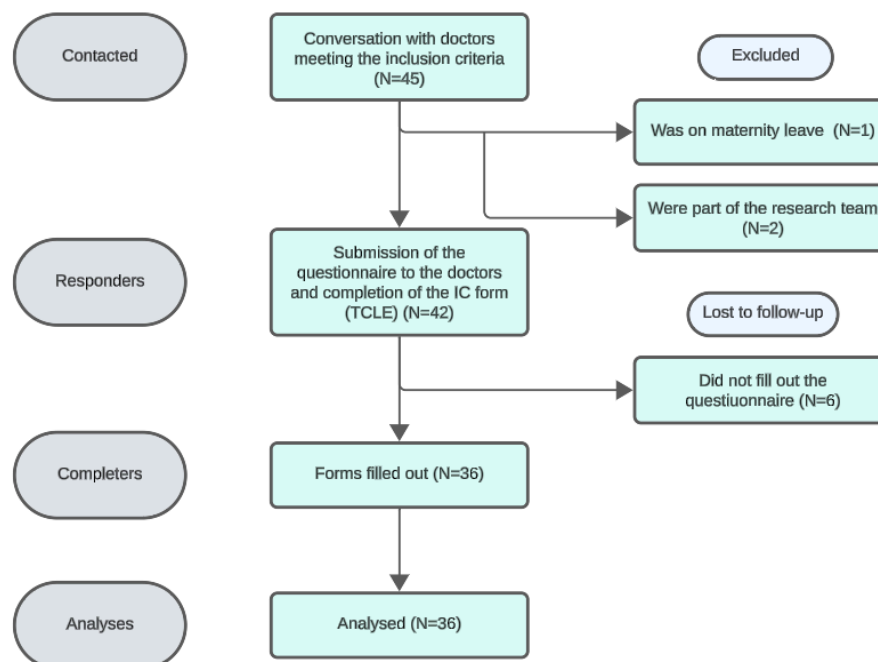 Contacted
Conversation with doctors
meeting the inclusion criteria
(N=45)
Excluded
Was on maternity leave (N=1)
Were part of the research team
(N=2)
Responders
Submission of the
questionnaire to the doctors
and completion of the IC form
(TCLE) (N=42)
Lost to follow-up
Did not fill out the
questiuonnaire (N=6)
Completers
Forms filled out (N=36)
Analyses
Analysed (N=36)